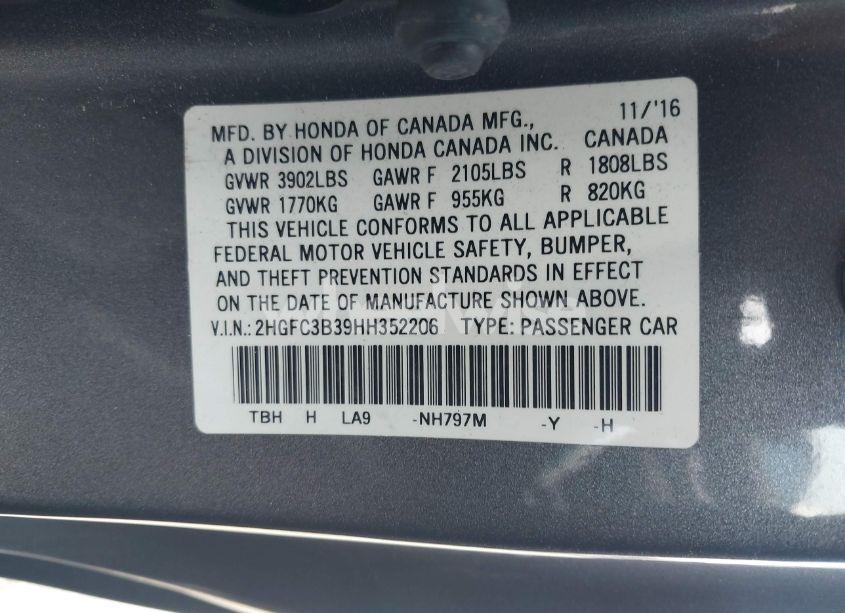 11/'16
MFD. BY HONDA OF CANADA MFG.,
A DIVISION OF HONDA CANADA INC. CANADA
GVWR 3902LBS GAWR F 2105LBS R 1808LBS
GVWR 1770KG GAWR F 955KG R 820KG
THIS VEHICLE CONFORMS TO ALL APPLICABLE
FEDERAL MOTOR VEHICLE SAFETY, BUMPER,
AND THEFT PREVENTION STANDARDS IN EFFECT
ON THE DATE OF MANUFACTURE SHOWN ABOVE.
V.I.N.: 2HGFC3B39HH352206 TYPE: PASSENGER CAR
TBH H LA9 -NH797M -Y -H